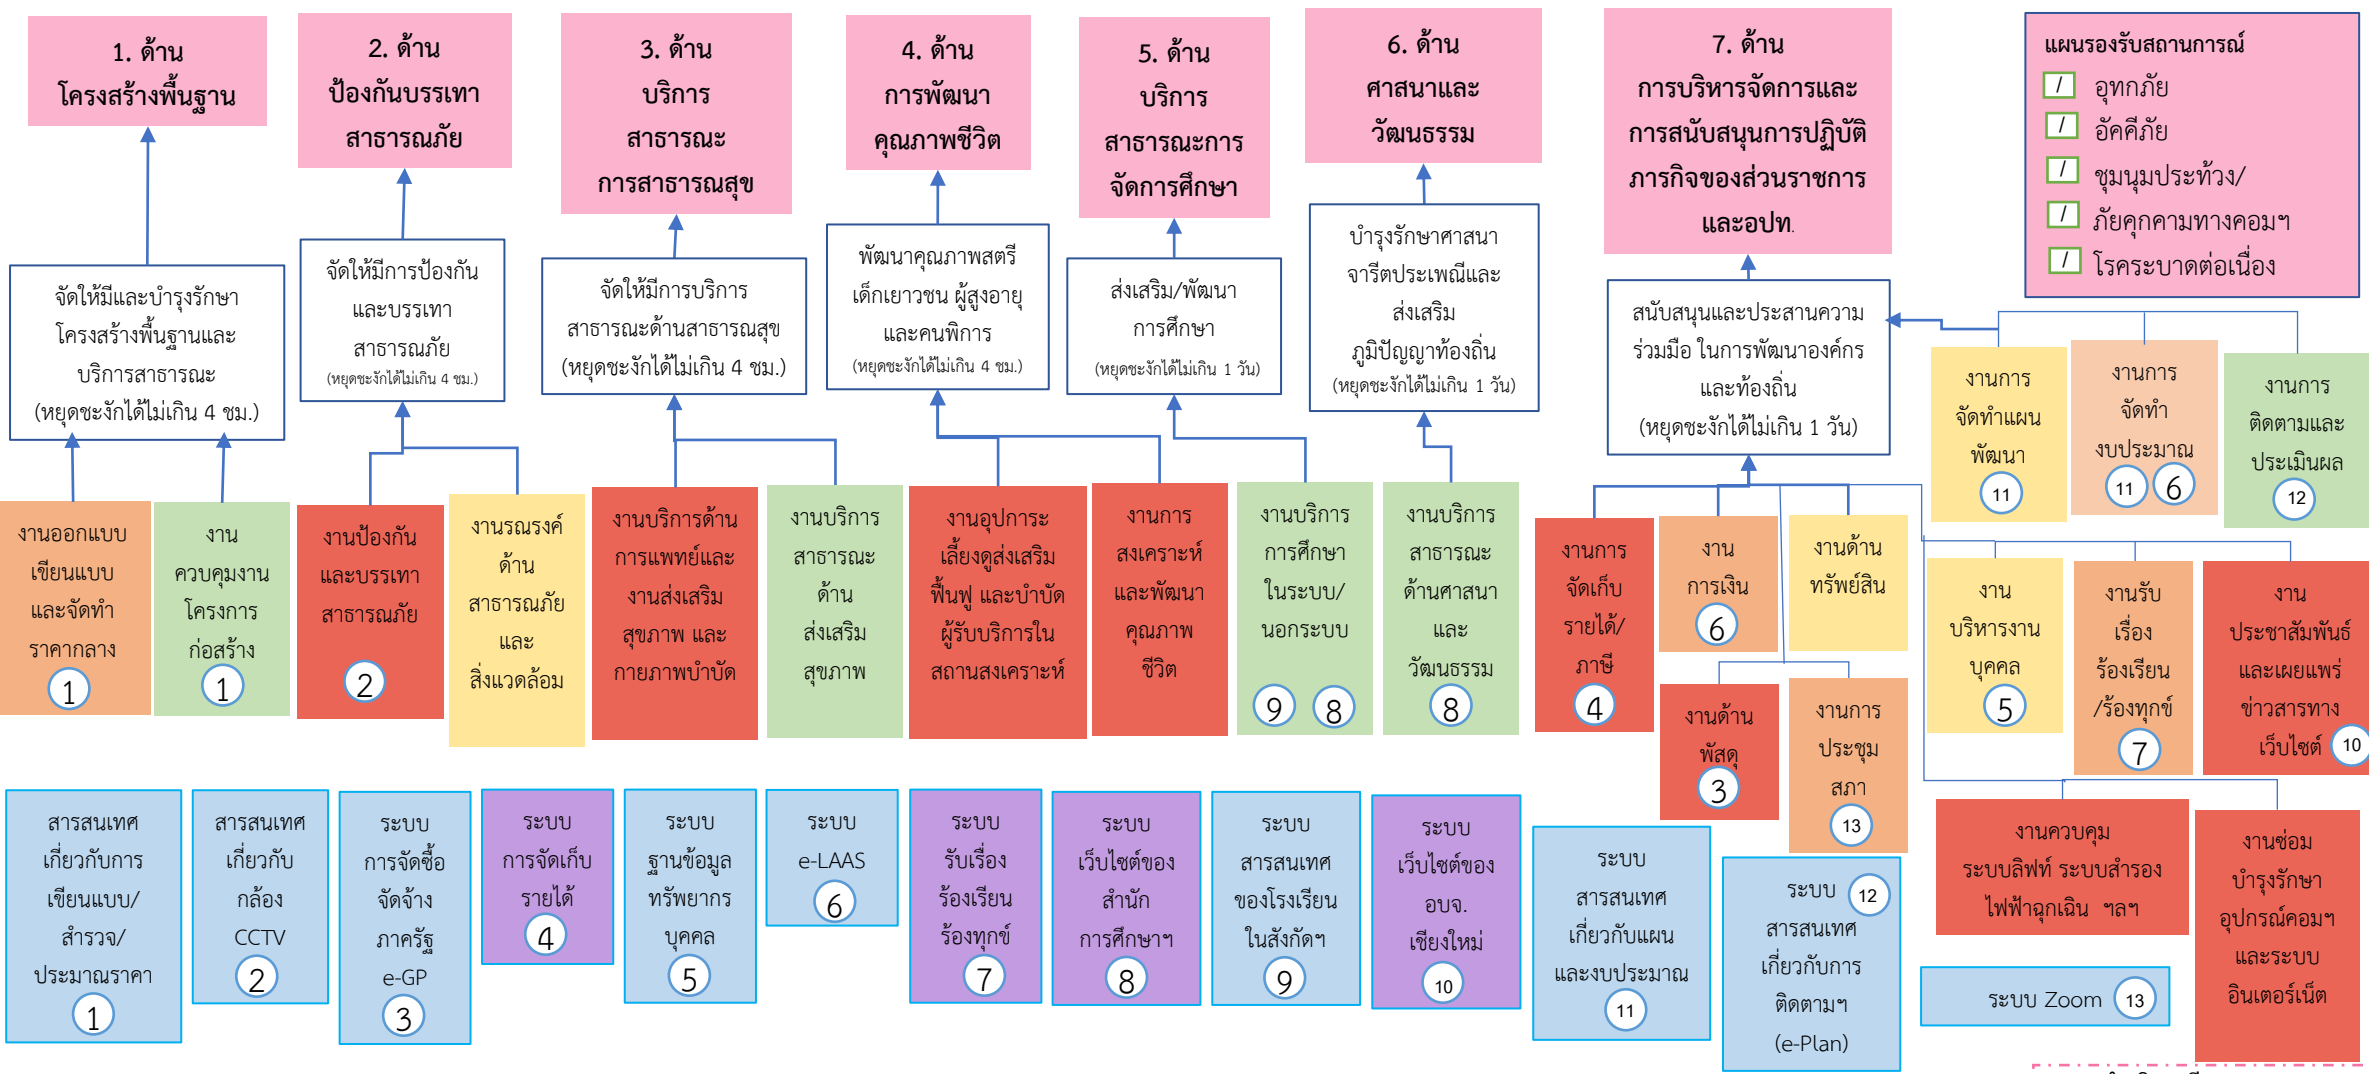 1. ด้าน
โครงสร้างพื้นฐาน
2. ด้าน
ป้องกันบรรเทา
สาธารณภัย
3. ด้าน
บริการ
สาธารณะ
การสาธารณสุข
4. ด้าน
การพัฒนา
คุณภาพชีวิต
5. ด้าน
บริการ
สาธารณะการ
จัดการศึกษา
6. ด้าน
ศาสนาและ
วัฒนธรรม
7. ด้าน
การบริหารจัดการและ
การสนับสนุนการปฏิบัติ
ภารกิจของส่วนราชการ
และอปท.
แผนรองรับสถานการณ์
/ อุทกภัย
/ อัคคีภัย
/ ชุมนุมประท้วง/
/ ภัยคุกคามทางคอมฯ
/ โรคระบาดต่อเนื่อง
จัดให้มีและบำรุงรักษา
โครงสร้างพื้นฐานและ
บริการสาธารณะ
(หยุดชะงักได้ไม่เกิน 4 ชม.)
จัดให้มีการป้องกัน
และบรรเทา
สาธารณภัย
(หยุดชะงักได้ไม่เกิน 4 ชม.)
จัดให้มีการบริการ
สาธารณะด้านสาธารณสุข
(หยุดชะงักได้ไม่เกิน 4 ชม.)
พัฒนาคุณภาพสตรี
เด็กเยาวชน ผู้สูงอายุ
และคนพิการ
(หยุดชะงักได้ไม่เกิน 4 ชม.)
ส่งเสริม/พัฒนา
การศึกษา
(หยุดชะงักได้ไม่เกิน 1 วัน)
บำรุงรักษาศาสนา
จารีตประเพณีและ
ส่งเสริม
ภูมิปัญญาท้องถิ่น
(หยุดชะงักได้ไม่เกิน 1 วัน)
สนับสนุนและประสานความ
ร่วมมือ ในการพัฒนาองค์กร
และท้องถิ่น
(หยุดชะงักได้ไม่เกิน 1 วัน)
งานการ
จัดทำแผน
พัฒนา
11
งานการ
จัดทำ
งบประมาณ
11 6
งานการ
ติดตามและ
ประเมินผล
12
งานออกแบบ
เขียนแบบ
และจัดทำ
ราคากลาง
1
งาน
ควบคุมงาน
โครงการ
ก่อสร้าง
1
งานป้องกัน
และบรรเทา
สาธารณภัย
2
งานรณรงค์
ด้าน
สาธารณภัย
และ
สิ่งแวดล้อม
งานบริการด้าน
การแพทย์และ
งานส่งเสริม
สุขภาพ และ
กายภาพบำบัด
งานบริการ
สาธารณะ
ด้าน
ส่งเสริม
สุขภาพ
งานอุปการะ
เลี้ยงดูส่งเสริม
ฟื้นฟู และบำบัด
ผู้รับบริการใน
สถานสงเคราะห์
งานการ
สงเคราะห์
และพัฒนา
คุณภาพ
ชีวิต
งานบริการ
การศึกษา
ในระบบ/
นอกระบบ
9 8
งานบริการ
สาธารณะ
ด้านศาสนา
และ
วัฒนธรรม
8
งานการ
จัดเก็บ
รายได้/
ภาษี
4
งาน
การเงิน
6
งานด้าน
ทรัพย์สิน
งานด้าน
พัสดุ
3
งานการ
ประชุม
สภา
13
งาน
บริหารงาน
บุคคล
5
งานรับ
เรื่อง
ร้องเรียน
/ร้องทุกข์
7
งาน
ประชาสัมพันธ์
และเผยแพร่
ข่าวสารทาง
เว็บไซต์ 10
งานควบคุม
ระบบลิฟท์ ระบบสำรอง
ไฟฟ้าฉุกเฉิน ฯลฯ
งานซ่อม
บำรุงรักษา
อุปกรณ์คอมฯ
และระบบ
อินเตอร์เน็ต
สารสนเทศ
เกี่ยวกับการ
เขียนแบบ/
สำรวจ/
ประมาณราคา
1
สารสนเทศ
เกี่ยวกับ
กล้อง
CCTV
2
ระบบ
การจัดซื้อ
จัดจ้าง
ภาครัฐ
e-GP
3
ระบบ
การจัดเก็บ
รายได้
4
ระบบ
ฐานข้อมูล
ทรัพยากร
บุคคล
5
ระบบ
e-LAAS
6
ระบบ
รับเรื่อง
ร้องเรียน
ร้องทุกข์
7
ระบบ
เว็บไซต์ของ
สำนัก
การศึกษาฯ
8
ระบบ
สารสนเทศ
ของโรงเรียน
ในสังกัดฯ
9
ระบบ
เว็บไซต์ของ
อบจ.
เชียงใหม่
10
ระบบ
สารสนเทศ
เกี่ยวกับแผน
และงบประมาณ
11
ระบบ 12
สารสนเทศ
เกี่ยวกับการ
ติดตามฯ
(e-Plan)
ระบบ Zoom 13